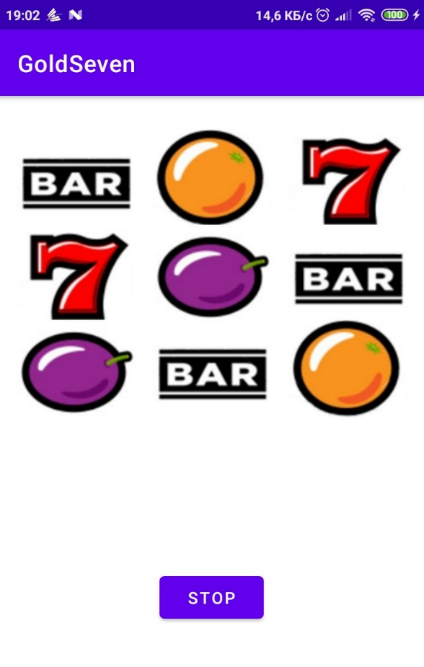 19:02 14,6 КБ/с 100
GoldSeven
BAR 7
7 BAR
BAR
STOP